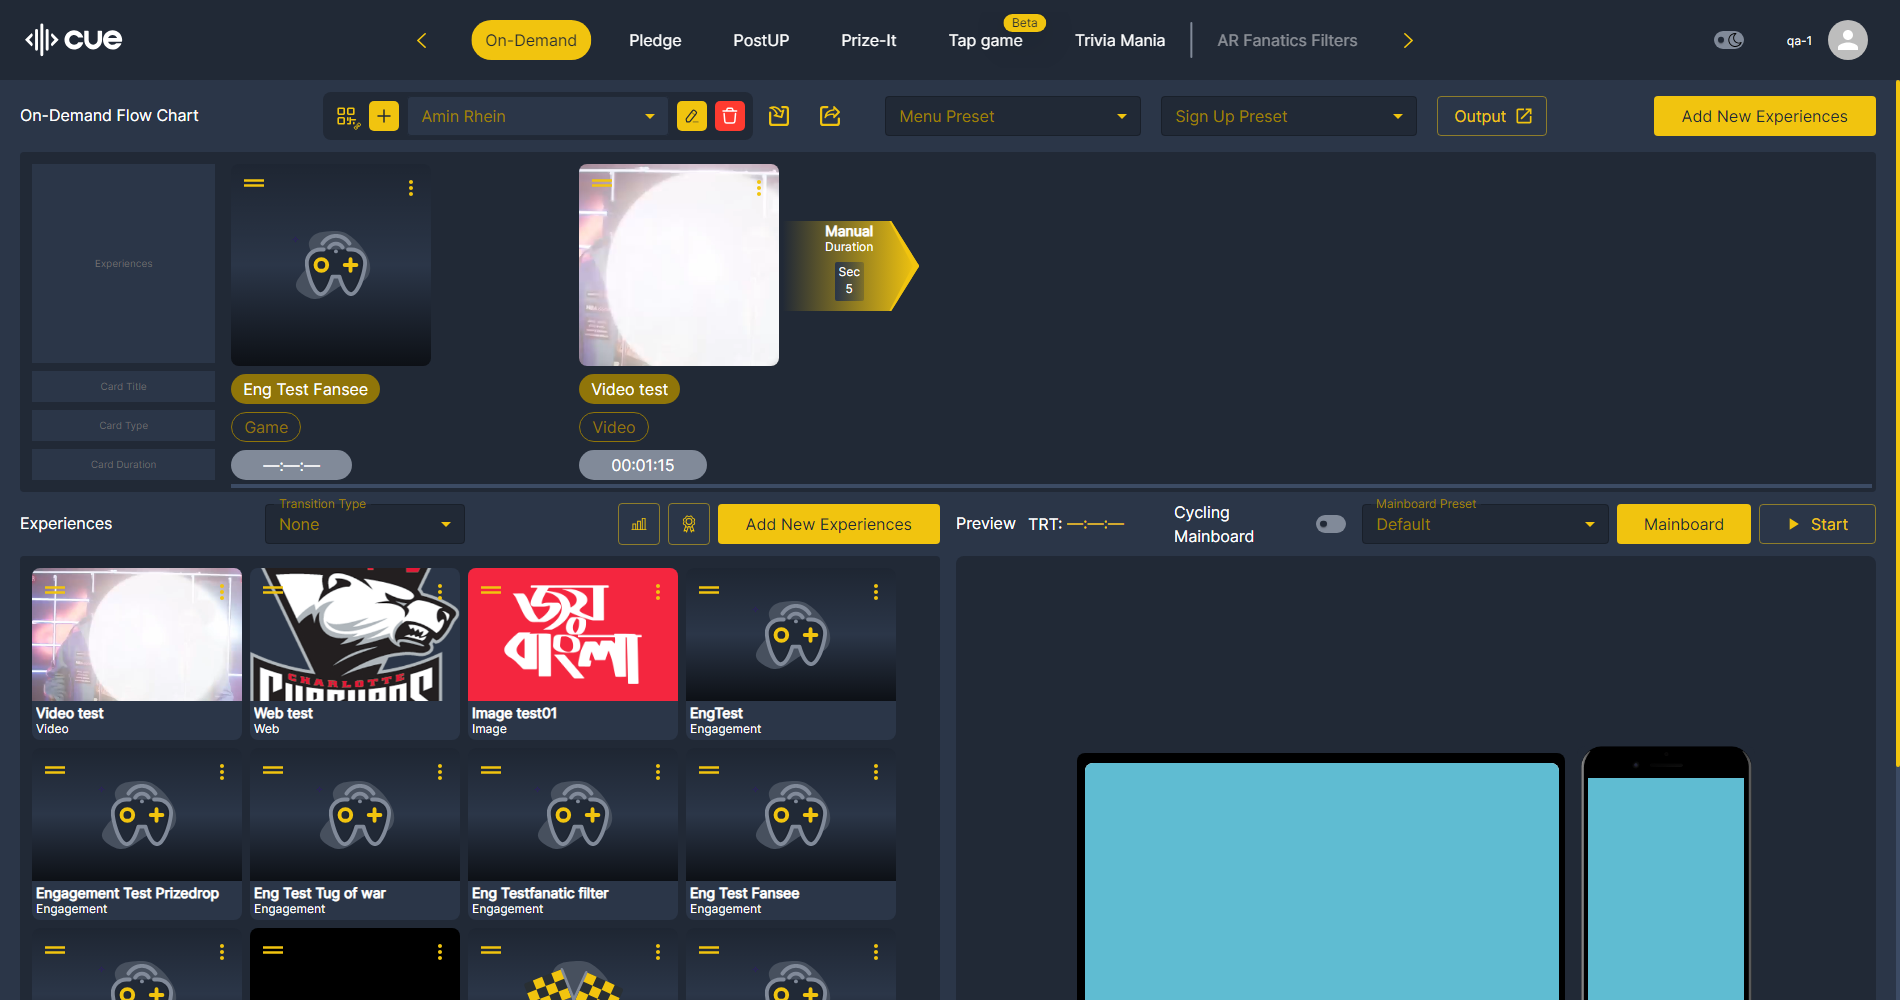 cue
On-Demand
Pledge
PostUP
Prize-It
Tap game
Beta
Trivia Mania
AR Fanatics Filters
qa-1
On-Demand Flow Chart
Amin Rhein
Menu Preset
Sign Up Preset
Output
Add New Experiences
Experiences
Manual
Duration
Sec
5
Card Title
Eng Test Fansee
Video test
Card Type
Game
Video
Card Duration
—:—:—
00:01:15
Experiences
Transition Type
None
Add New Experiences
Preview
TRT: —:—:—
Cycling
Mainboard
Mainboard Preset
Default
Mainboard
Start
CHARLOTTE
জয়
বাংলা
Video test
Video
Web test
Web
Image test01
Image
EngTest
Engagement
Engagement Test Prizedrop
Engagement
Eng Test Tug of war
Engagement
Eng Testfanatic filter
Engagement
Eng Test Fansee
Engagement